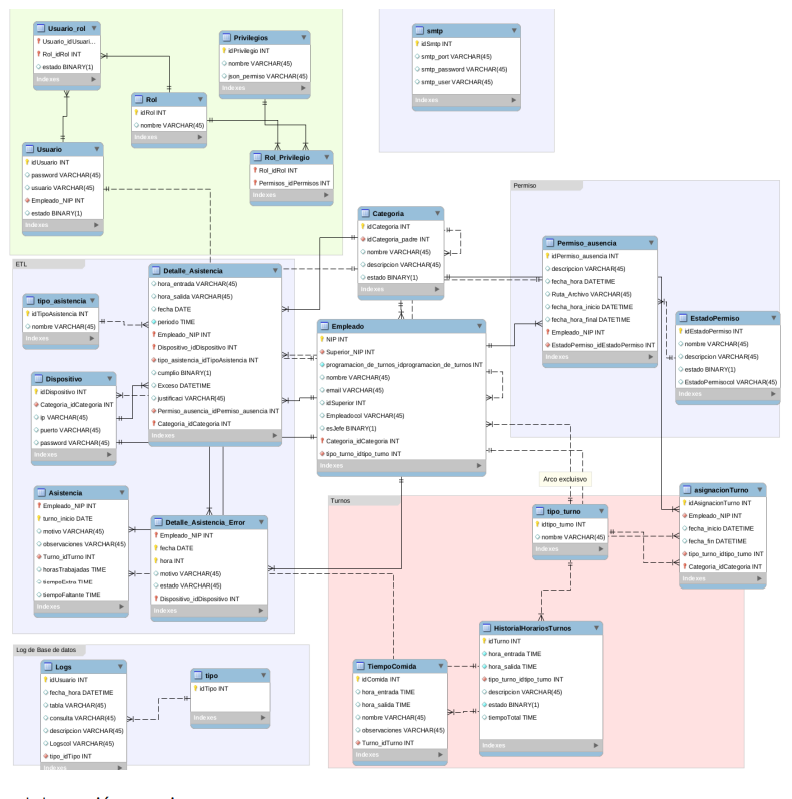 Usuario_rol
Usuario_idUsuari...
Rol_idRol INT
estado BINARY(1)
Indexes
Privilegios
idPrivilegio INT
nombre VARCHAR(45)
json_permiso VARCHAR(45)
Indexes
smtp
idSmtp INT
smtp_port VARCHAR(45)
smtp_password VARCHAR(45)
smtp_user VARCHAR(45)
Indexes
Rol
idRol INT
nombre VARCHAR(45)
Indexes
Usuario
idUsuario INT
password VARCHAR(45)
usuario VARCHAR(45)
Empleado_NIP INT
estado BINARY(1)
Indexes
Rol_Privilegio
Rol_idRol INT
Permisos_idPermisos INT
Indexes
Categoria
idCategoria INT
idCategoria_padre INT
nombre VARCHAR(45)
descripcion VARCHAR(45)
estado BINARY(1)
Indexes
Permiso
Permiso_ausencia
idPermiso_ausencia INT
descripcion VARCHAR(45)
fecha_hora DATETIME
Ruta_Archivo VARCHAR(45)
fecha_hora_inicio DATETIME
fecha_hora_final DATETIME
Empleado_NIP INT
EstadoPermiso_idEstadoPermiso INT
Indexes
EstadoPermiso
idEstadoPermiso INT
nombre VARCHAR(45)
descripcion VARCHAR(45)
estado BINARY(1)
EstadoPermisocol VARCHAR(45)
Indexes
ETL
tipo_asistencia
idTipoAsistencia INT
nombre VARCHAR(45)
Indexes
Detalle_Asistencia
hora_entrada VARCHAR(45)
hora_salida VARCHAR(45)
fecha DATE
periodo TIME
Empleado_NIP INT
Dispositivo_idDispositivo INT
tipo_asistencia_idTipoAsistencia INT
cumplio BINARY(1)
Exceso DATETIME
justificaci VARCHAR(45)
Permiso_ausencia_idPermiso_ausencia INT
Categoria_idCategoria INT
Indexes
Empleado
NIP INT
Superior_NIP INT
programacion_de_turnos_idprogramacion_de_turnos INT
nombre VARCHAR(45)
email VARCHAR(45)
idSuperior INT
Empleadocol VARCHAR(45)
esJefe BINARY(1)
Categoria_idCategoria INT
tipo_turno_idtipo_turno INT
Indexes
Dispositivo
idDispositivo INT
Categoria_idCategoria INT
ip VARCHAR(45)
puerto VARCHAR(45)
password VARCHAR(45)
Indexes
Arco exclusivo
Asistencia
Empleado_NIP INT
turno_inicio DATE
motivo VARCHAR(45)
observaciones VARCHAR(45)
Turno_idTurno INT
horasTrabajadas TIME
tiempoExtra TIME
tiempoFaltante TIME
Indexes
Detalle_Asistencia_Error
Empleado_NIP INT
fecha DATE
hora INT
motivo VARCHAR(45)
estado VARCHAR(45)
Dispositivo_idDispositivo INT
Indexes
Turnos
tipo_turno
idtipo_turno INT
nombre VARCHAR(45)
Indexes
asignacionTurno
idAsignacionTurno INT
Empleado_NIP INT
fecha_inicio DATETIME
fecha_fin DATETIME
tipo_turno_idtipo_turno INT
Categoria_idCategoria INT
Indexes
HistorialHorariosTurnos
idTurno INT
hora_entrada TIME
hora_salida TIME
tipo_turno_idtipo_turno INT
descripcion VARCHAR(45)
estado BINARY(1)
tiempoTotal TIME
Indexes
TiempoComida
idComida INT
hora_entrada TIME
hora_salida TIME
nombre VARCHAR(45)
observaciones VARCHAR(45)
Turno_idTurno INT
Indexes
Log de Base de datos
Logs
idUsuario INT
fecha_hora DATETIME
tabla VARCHAR(45)
consulta VARCHAR(45)
descripcion VARCHAR(45)
Logscol VARCHAR(45)
tipo_idTipo INT
Indexes
tipo
idTipo INT
Indexes